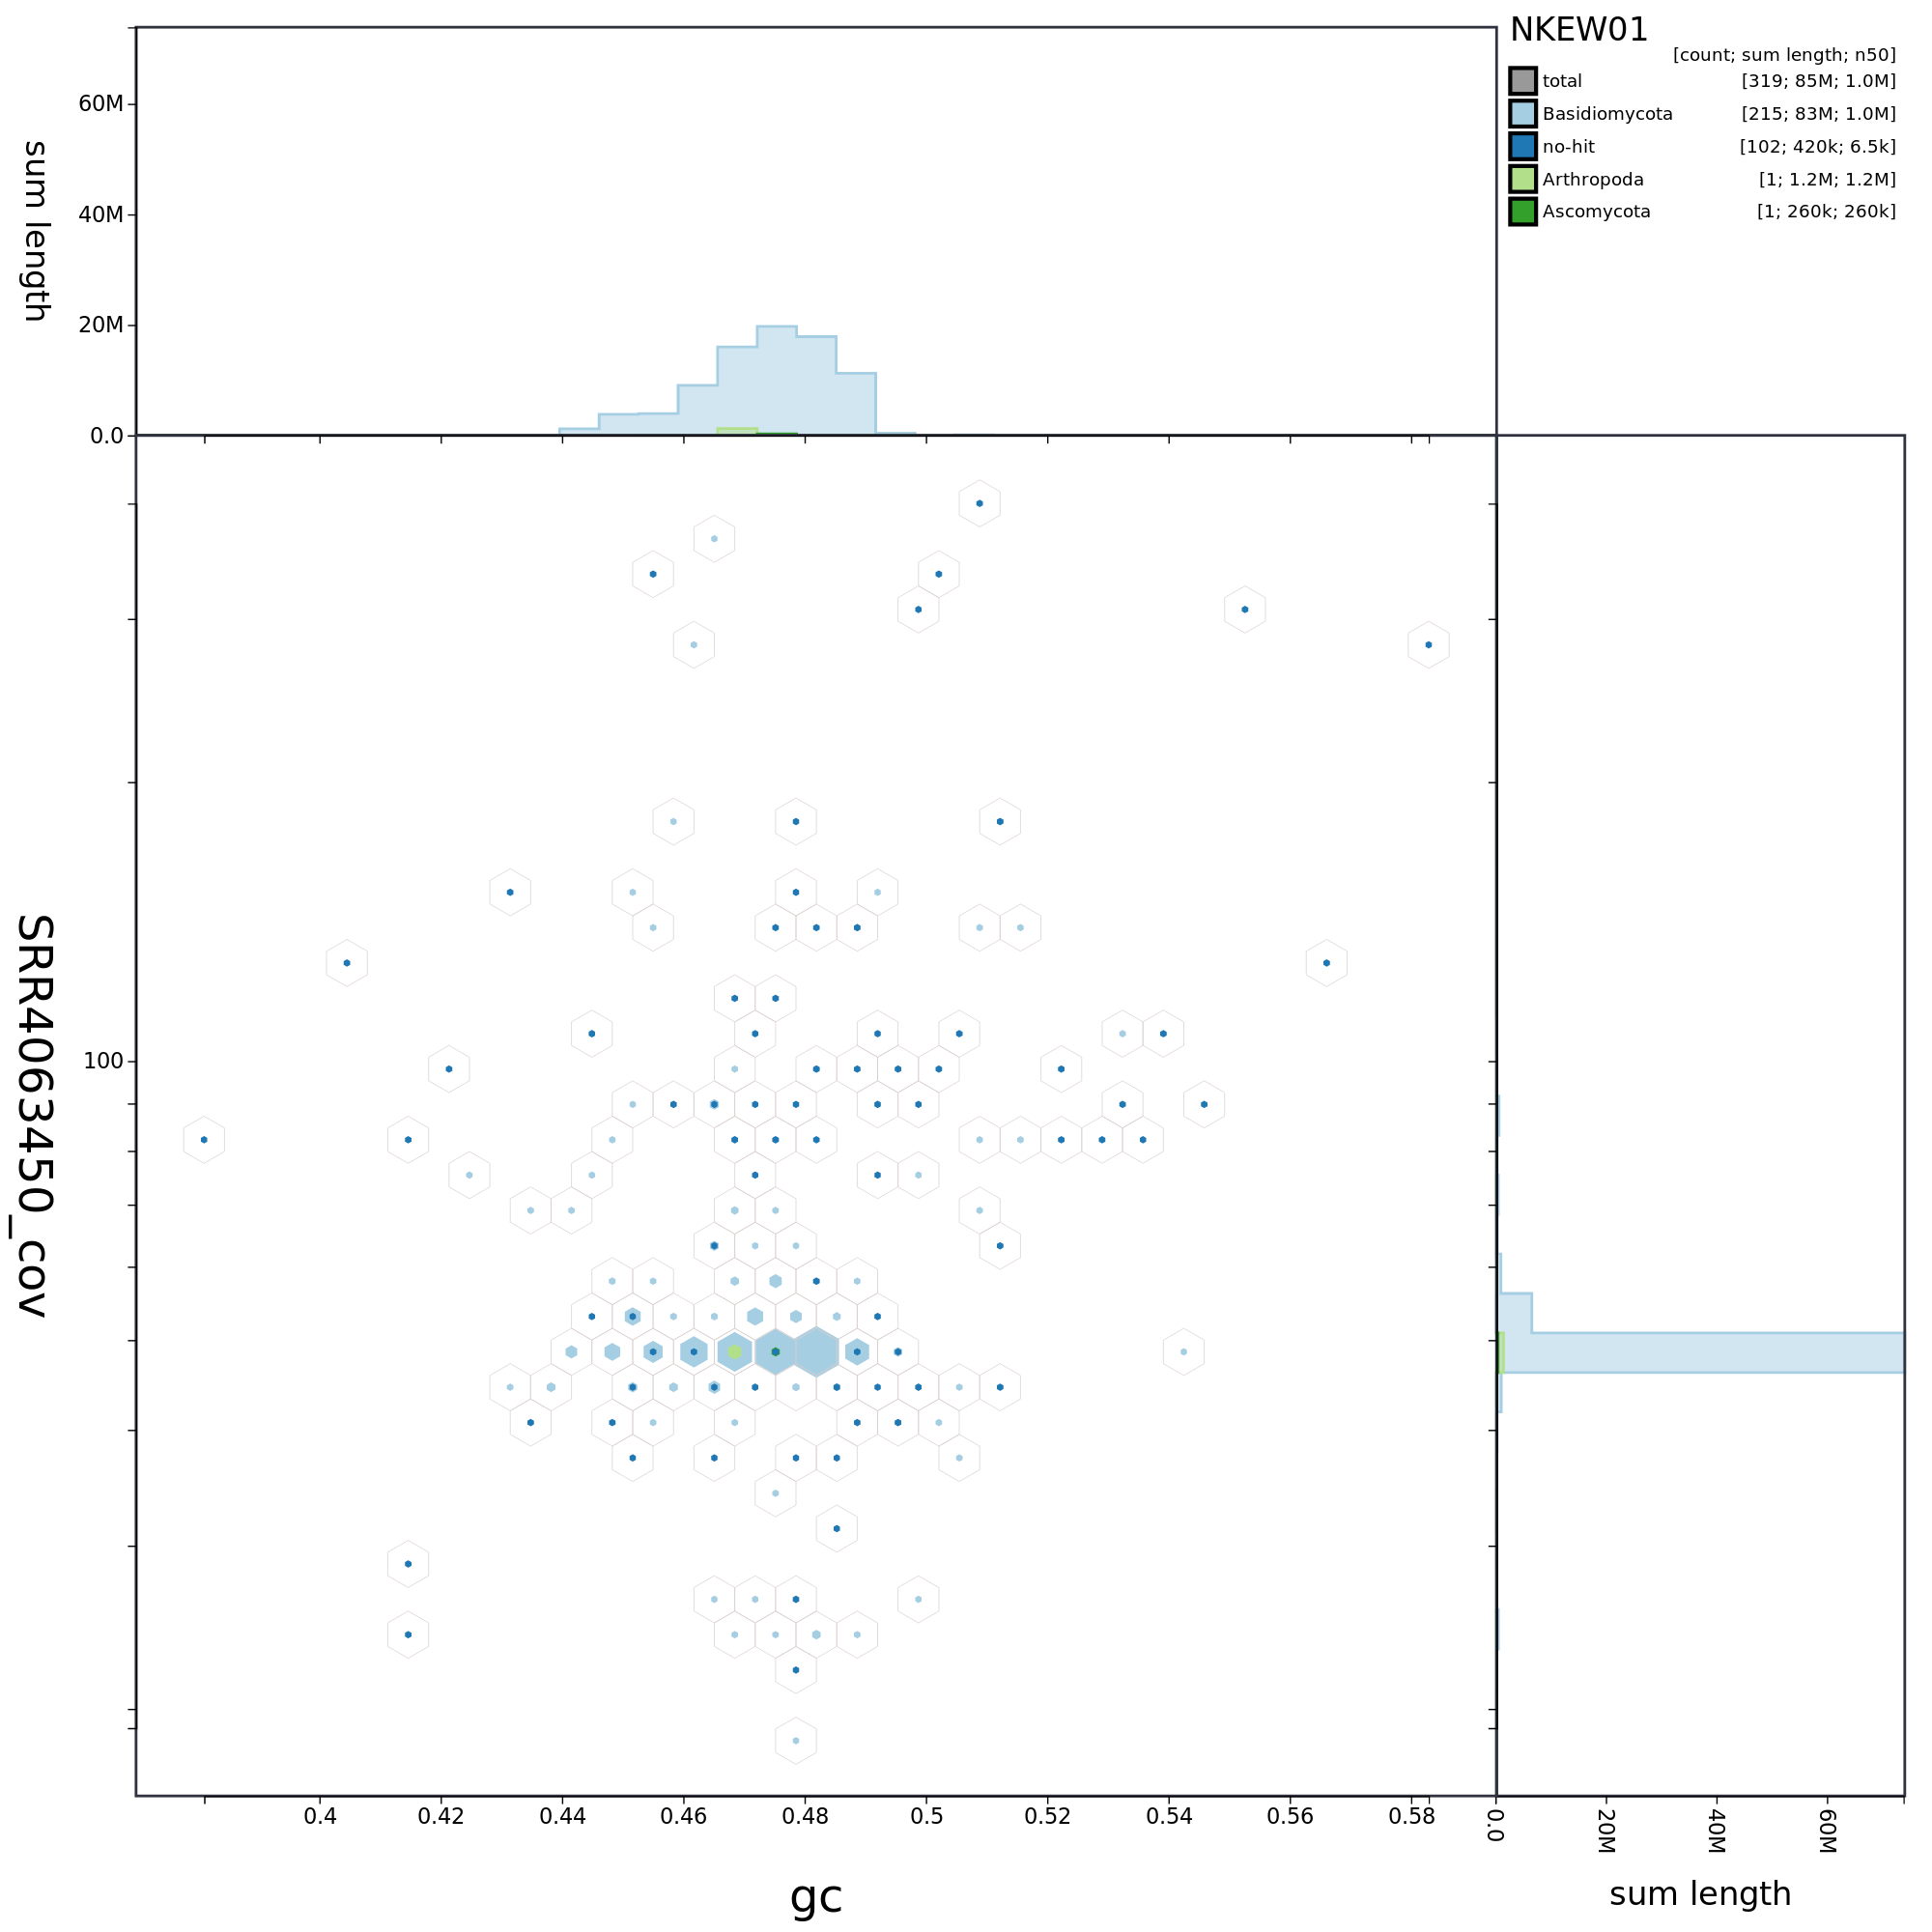 NKEW01
[count; sum length; n50]
total [319; 85M; 1.0M]
Basidiomycota [215; 83M; 1.0M]
no-hit [102; 420k; 6.5k]
Arthropoda [1; 1.2M; 1.2M]
Ascomycota [1; 260k; 260k]
sum length
60M
40M
20M
0.0
SRR4063450_cov
100
0.4 0.42 0.44 0.46 0.48 0.5 0.52 0.54 0.56 0.58
gc
0.0 20M 40M 60M
sum length